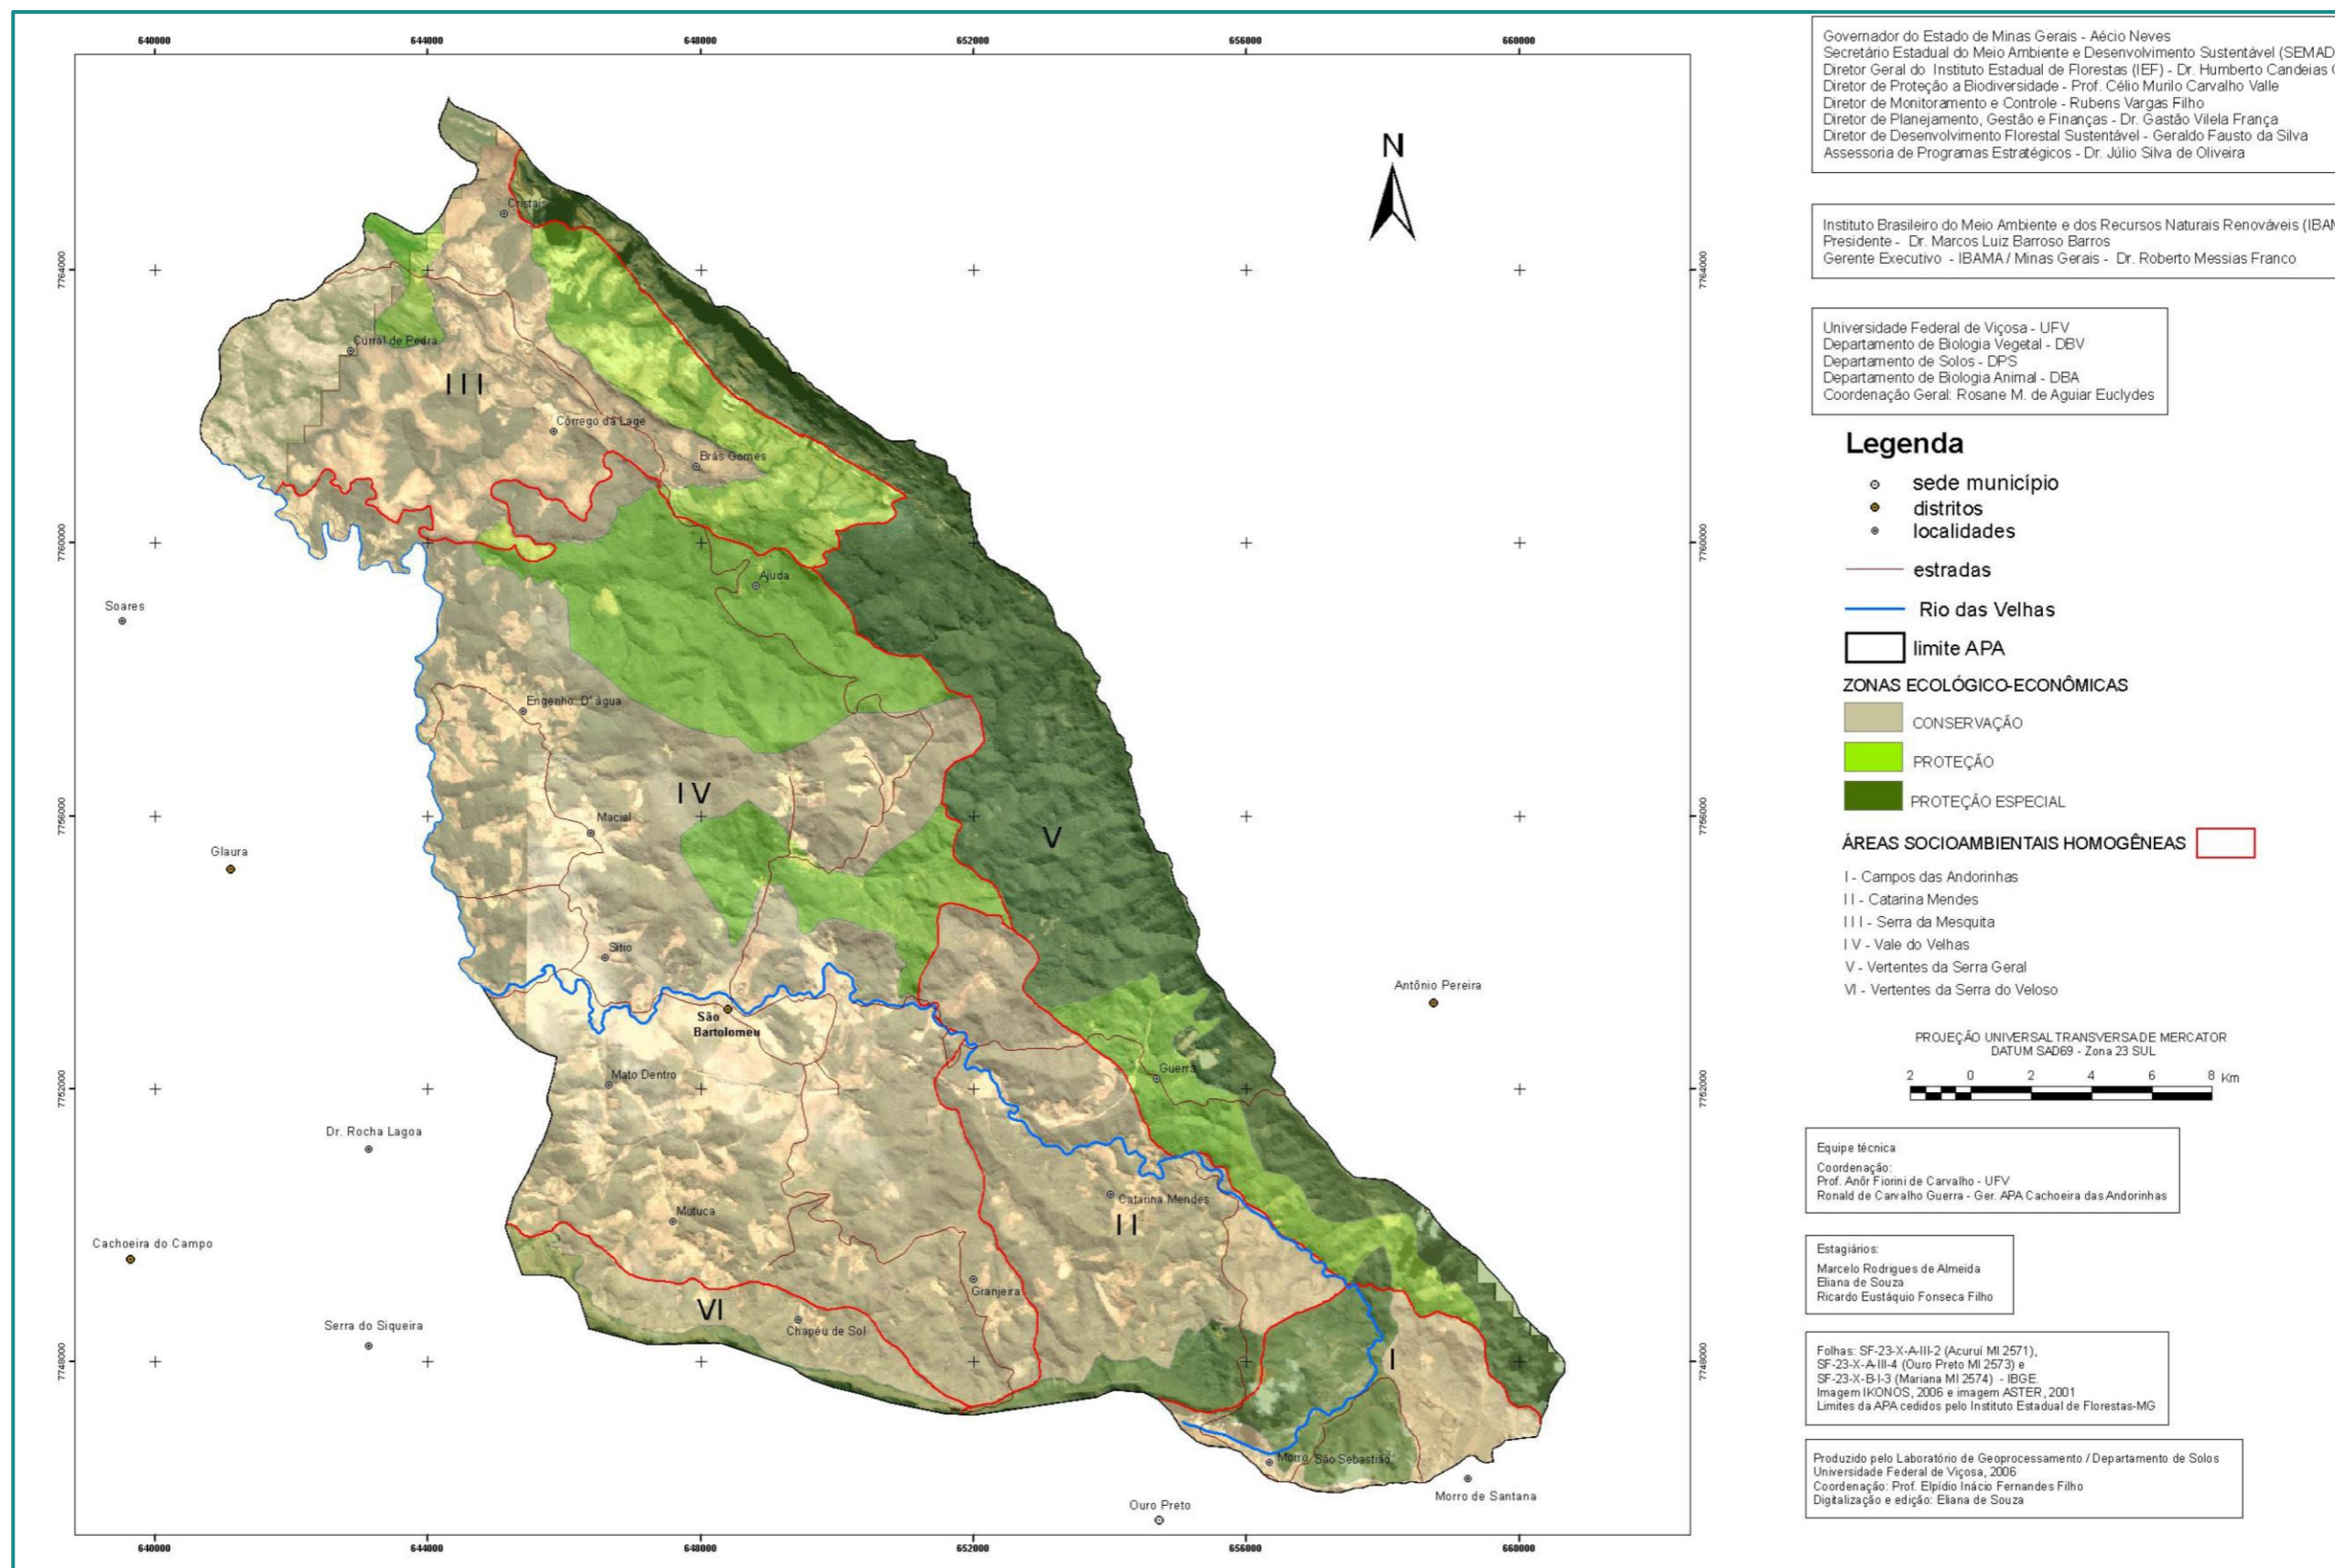 640000
644000
648000
652000
656000
660000
7764000
7760000
7756000
7752000
7748000
7764000
7760000
7756000
7752000
7748000
N
Cristais
Curral de Pedra
III
Córrego da Lage
Brás Gomes
Ajuda
Soares
Engenho D' água
IV
Maciel
V
Glaura
Sítio
Antônio Pereira
São
Bartolomeu
Mato Dentro
Guerra
Dr. Rocha Lagoa
Catarina Mendes
Mutuca
II
Cachoeira do Campo
Granjeira
VI
Chapéu de Sol
Serra do Siqueira
I
Morro São Sebastião
Morro de Santana
Ouro Preto
640000
644000
648000
652000
656000
660000
Governador do Estado de Minas Gerais - Aécio Neves
Secretário Estadual do Meio Ambiente e Desenvolvimento Sustentável (SEMAD
Diretor Geral do Instituto Estadual de Florestas (IEF) - Dr. Humberto Candeias
Diretor de Proteção a Biodiversidade - Prof. Célio Murilo Carvalho Valle
Diretor de Monitoramento e Controle - Rubens Vargas Filho
Diretor de Planejamento, Gestão e Finanças - Dr. Gastão Vilela França
Diretor de Desenvolvimento Florestal Sustentável - Geraldo Fausto da Silva
Assessoria de Programas Estratégicos - Dr. Júlio Silva de Oliveira
Instituto Brasileiro do Meio Ambiente e dos Recursos Naturais Renováveis (IBAM
Presidente - Dr. Marcos Luiz Barroso Barros
Gerente Executivo - IBAMA / Minas Gerais - Dr. Roberto Messias Franco
Universidade Federal de Viçosa - UFV
Departamento de Biologia Vegetal - DBV
Departamento de Solos - DPS
Departamento de Biologia Animal - DBA
Coordenação Geral: Rosane M. de Aguiar Euclydes
Legenda
sede município
distritos
localidades
estradas
Rio das Velhas
limite APA
ZONAS ECOLÓGICO-ECONÔMICAS
CONSERVAÇÃO
PROTEÇÃO
PROTEÇÃO ESPECIAL
ÁREAS SOCIOAMBIENTAIS HOMOGÊNEAS
I - Campos das Andorinhas
II - Catarina Mendes
III - Serra da Mesquita
IV - Vale do Velhas
V - Vertentes da Serra Geral
VI - Vertentes da Serra do Veloso
PROJEÇÃO UNIVERSAL TRANSVERSA DE MERCATOR
DATUM SAD69 - Zona 23 SUL
2 0 2 4 6 8 Km
Equipe técnica
Coordenação:
Prof. Anôr Fiorini de Carvalho - UFV
Ronald de Carvalho Guerra - Ger. APA Cachoeira das Andorinhas
Estagiários:
Marcelo Rodrigues de Almeida
Eliana de Souza
Ricardo Eustáquio Fonseca Filho
Folhas: SF-23-X-A-III-2 (Acuruí MI 2571),
SF-23-X-A-III-4 (Ouro Preto MI 2573) e
SF-23-X-B-I-3 (Mariana MI 2574) - IBGE.
Imagem IKONOS, 2006 e imagem ASTER, 2001
Limites da APA cedidos pelo Instituto Estadual de Florestas-MG
Produzido pelo Laboratório de Geoprocessamento / Departamento de Solos
Universidade Federal de Viçosa, 2006
Coordenação: Prof. Elpídio Inácio Fernandes Filho
Digitalização e edição: Eliana de Souza